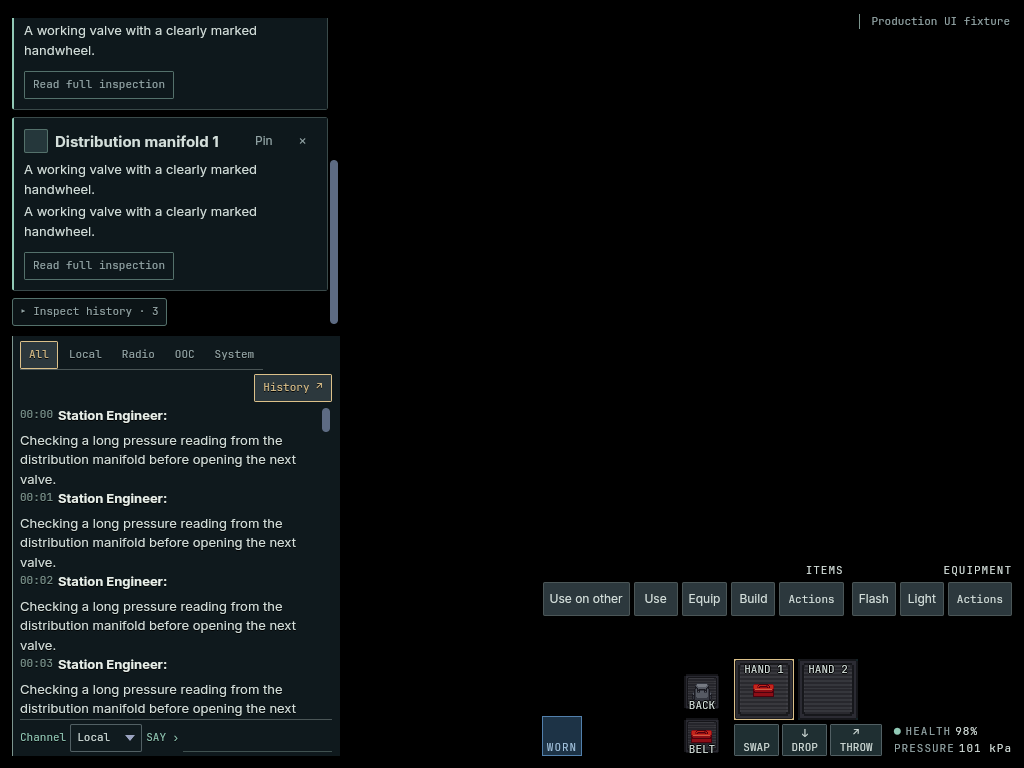 Production UI fixture
A working valve with a clearly marked
handwheel.
Read full inspection
Distribution manifold 1 Pin ×
A working valve with a clearly marked
handwheel.
A working valve with a clearly marked
handwheel.
Read full inspection
▸ Inspect history · 3
All Local Radio OOC System
History ↗
00:00 Station Engineer:
Checking a long pressure reading from the
distribution manifold before opening the next
valve.
00:01 Station Engineer:
Checking a long pressure reading from the
distribution manifold before opening the next
valve.
00:02 Station Engineer:
Checking a long pressure reading from the
distribution manifold before opening the next
valve.
00:03 Station Engineer:
Checking a long pressure reading from the
distribution manifold before opening the next
Channel Local SAY ›
ITEMS EQUIPMENT
Use on other Use Equip Build Actions Flash Light Actions
HAND 1 HAND 2
BACK
WORN BELT
↓ ↗
SWAP DROP THROW
HEALTH 98%
PRESSURE 101 kPa